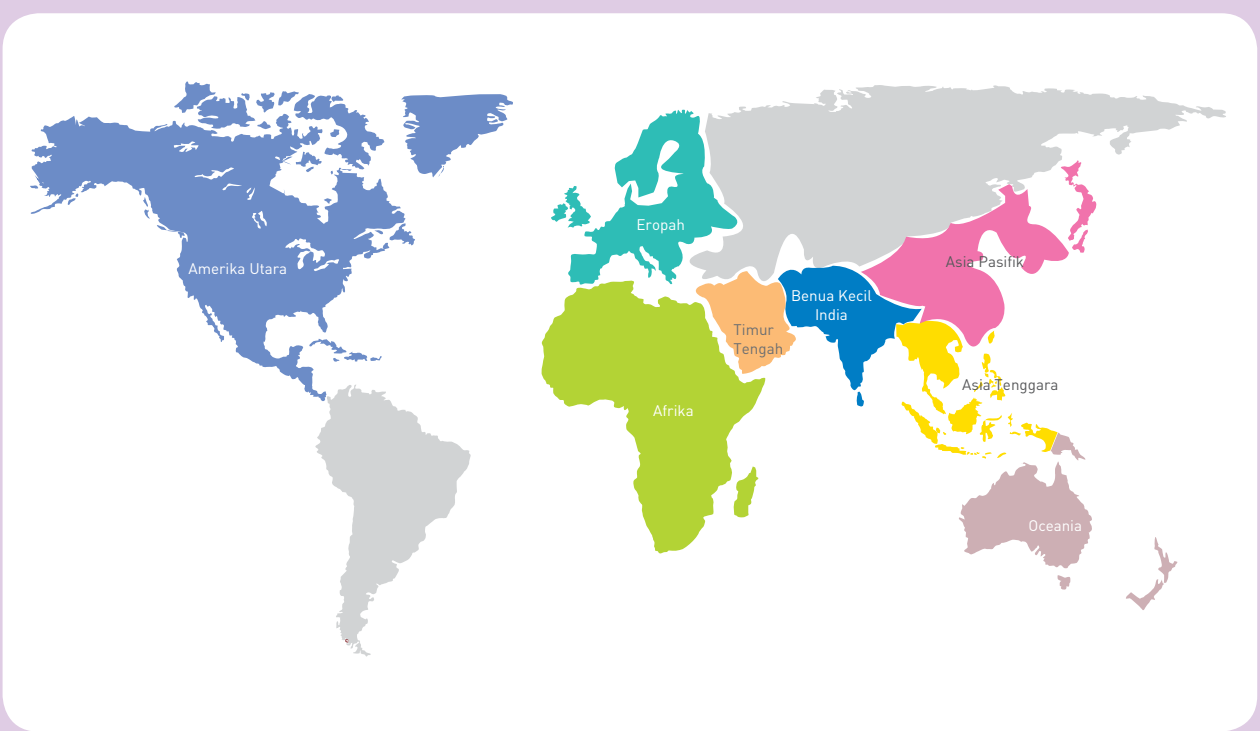 Eropah
Amerika Utara
Asia Pasifik
Benua Kecil
India
Timur
Tengah
Asia Tenggara
Afrika
Oceania